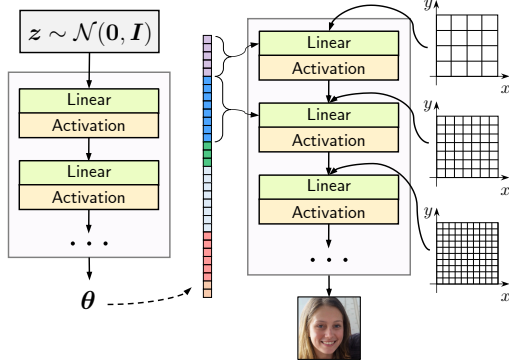 z ∼ 𝒩(0, I)
Linear
Activation
Linear
Activation
. . .
θ
Linear
Activation
Linear
Activation
Linear
Activation
. . .
y
x
y
x
y
x